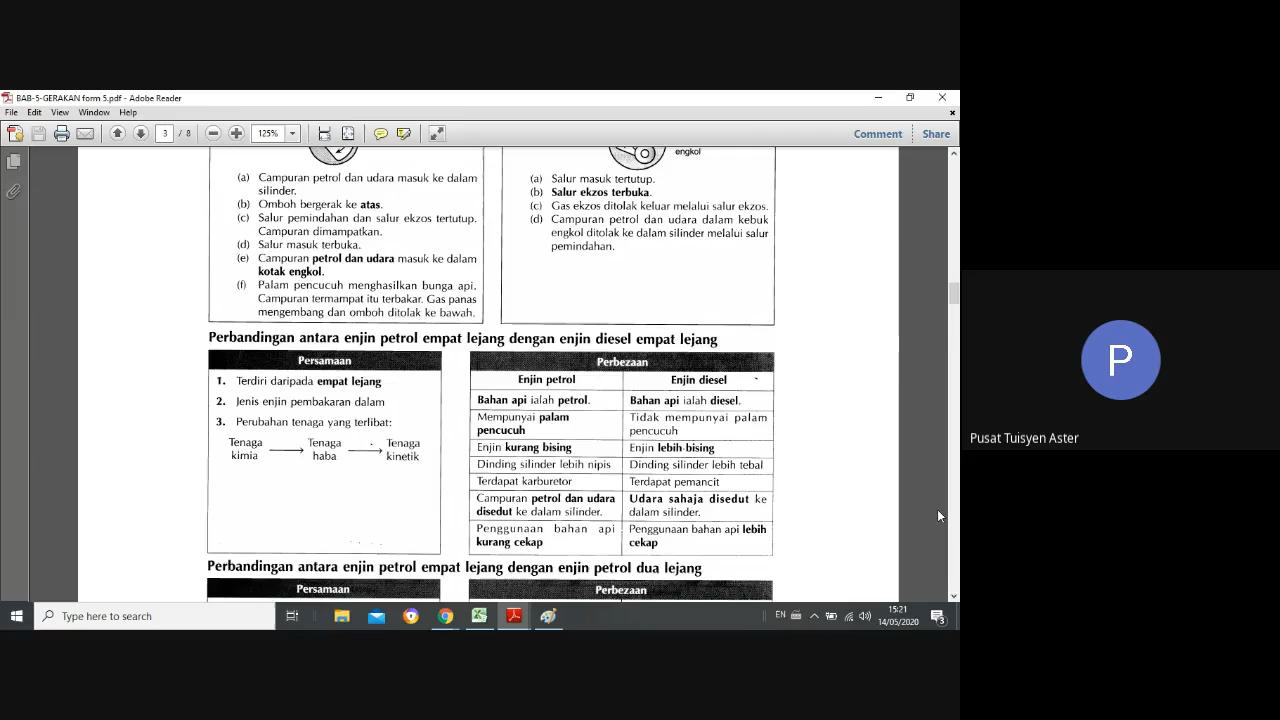 BAB-5-GERAKAN form 5.pdf - Adobe Reader
File Edit View Window Help
3 / 8 125% Comment Share
(a) Campuran petrol dan udara masuk ke dalam
silinder.
(b) Omboh bergerak ke atas.
(c) Salur pemindahan dan salur ekzos tertutup.
Campuran dimampatkan.
(d) Salur masuk terbuka.
(e) Campuran petrol dan udara masuk ke dalam
kotak engkol.
(f) Palam pencucuh menghasilkan bunga api.
Campuran termampat itu terbakar. Gas panas
mengembang dan omboh ditolak ke bawah.
engkol
(a) Salur masuk tertutup.
(b) Salur ekzos terbuka.
(c) Gas ekzos ditolak keluar melalui salur ekzos.
(d) Campuran petrol dan udara dalam kebuk
engkol ditolak ke dalam silinder melalui salur
pemindahan.
Perbandingan antara enjin petrol empat lejang dengan enjin diesel empat lejang
Persamaan
1. Terdiri daripada empat lejang
2. Jenis enjin pembakaran dalam
3. Perubahan tenaga yang terlibat:
Tenaga Tenaga Tenaga
kimia haba kinetik
Perbezaan
Enjin petrol Enjin diesel
Bahan api ialah petrol. Bahan api ialah diesel.
Mempunyai palam Tidak mempunyai palam
pencucuh pencucuh
Enjin kurang bising Enjin lebih bising
Dinding silinder lebih nipis Dinding silinder lebih tebal
Terdapat karburetor Terdapat pemancit
Campuran petrol dan udara Udara sahaja disedut ke
disedut ke dalam silinder. dalam silinder.
Penggunaan bahan api Penggunaan bahan api lebih
kurang cekap cekap
Perbandingan antara enjin petrol empat lejang dengan enjin petrol dua lejang
Persamaan Perbezaan
Type here to search
EN 15:21
14/05/2020
3
P
Pusat Tuisyen Aster